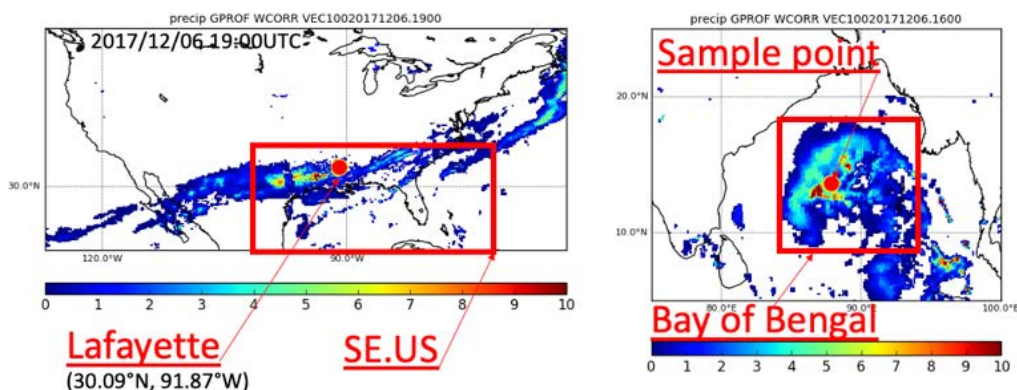 precip GPROF WCORR VEC10020171206.1900
2017/12/06 19:00UTC
30.0°N
120.0°W
90.0°W
0 1 2 3 4 5 6 7 8 9 10
Lafayette
(30.09°N, 91.87°W)
SE.US
precip GPROF WCORR VEC10020171206.1600
Sample point
20.0°N
10.0°N
80.0°E
90.0°E
100.0°E
Bay of Bengal
0 1 2 3 4 5 6 7 8 9 10